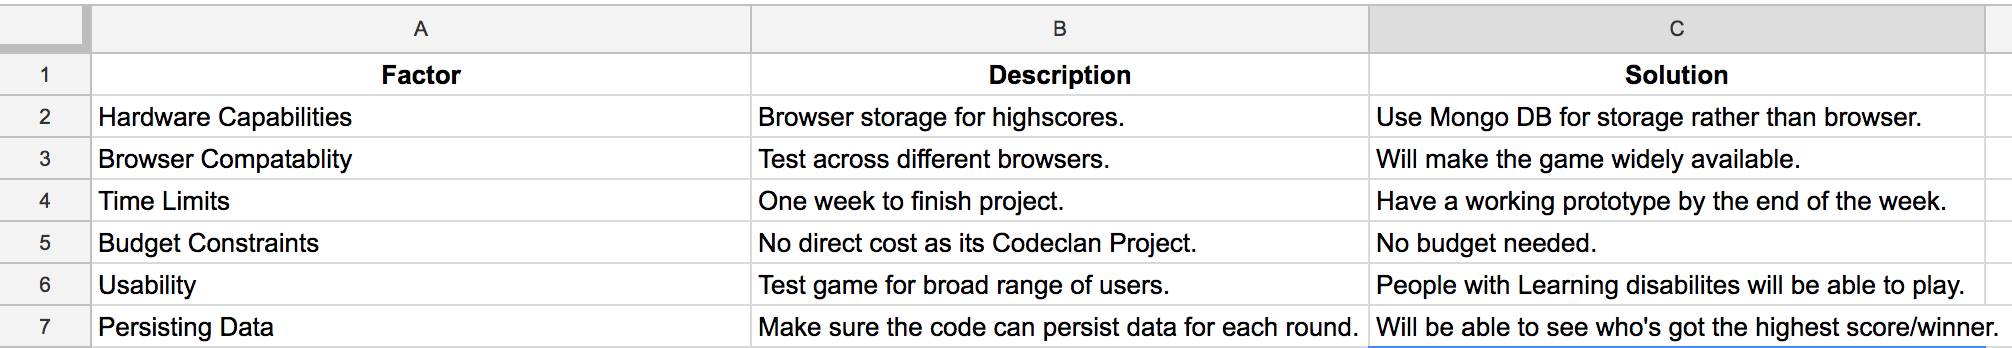 A B C
1 Factor Description Solution
2 Hardware Capabilities Browser storage for highscores. Use Mongo DB for storage rather than browser.
3 Browser Compatablity Test across different browsers. Will make the game widely available.
4 Time Limits One week to finish project. Have a working prototype by the end of the week.
5 Budget Constraints No direct cost as its Codeclan Project. No budget needed.
6 Usability Test game for broad range of users. People with Learning disabilites will be able to play.
7 Persisting Data Make sure the code can persist data for each round. Will be able to see who's got the highest score/winner.